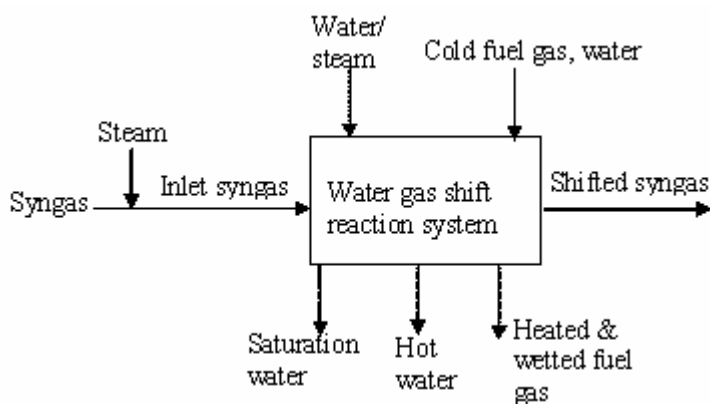 Water/
steam
Cold fuel gas, water
Steam
Syngas
Inlet syngas
Water gas shift
reaction system
Shifted syngas
Saturation
water
Hot
water
Heated &
wetted fuel
gas